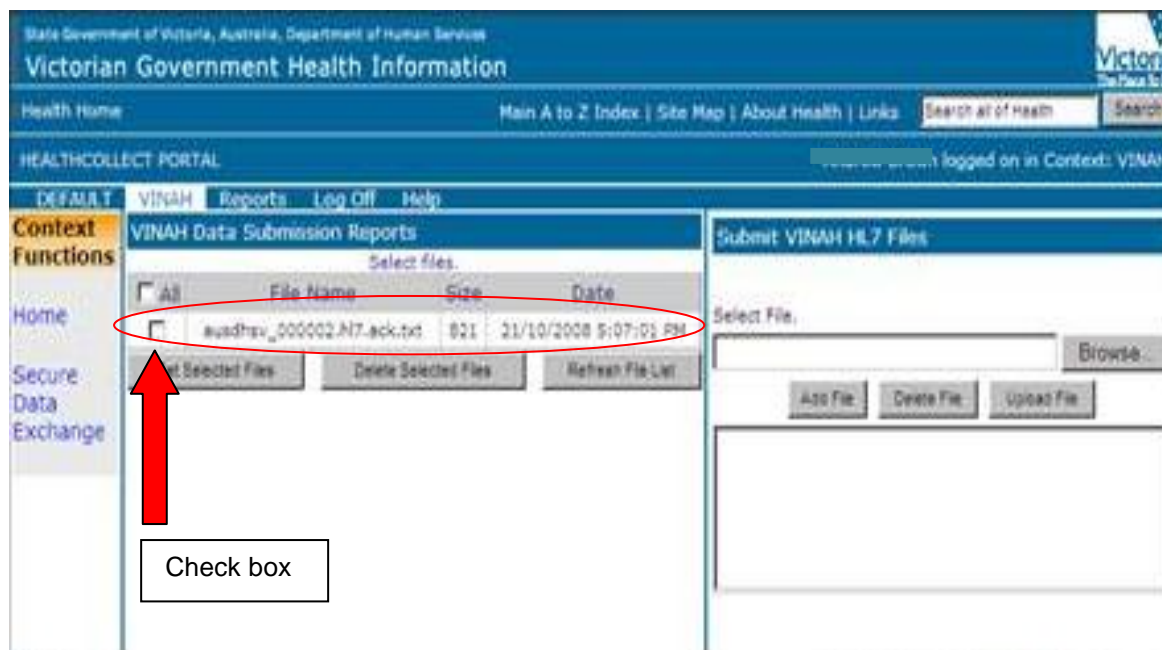 State Government of Victoria, Australia, Department of Human Services
Victorian Government Health Information
Victor
The Place To
Health Home
Main A to Z Index | Site Map | About Health | Links
Search all of Health
Search
HEALTHCOLLECT PORTAL
logged on in Context: VINAH
DEFAULT VINAH Reports Log Off Help
Context
Functions
Home
Secure
Data
Exchange
VINAH Data Submission Reports
Select files.
All File Name Size Date
ausdhsv_000002.hl7.ack.txt 821 21/10/2008 5:07:01 PM
Selected Files Delete Selected Files Refresh File List
Check box
Submit VINAH HL7 Files
Select File.
Browse...
Add File Delete File Upload File